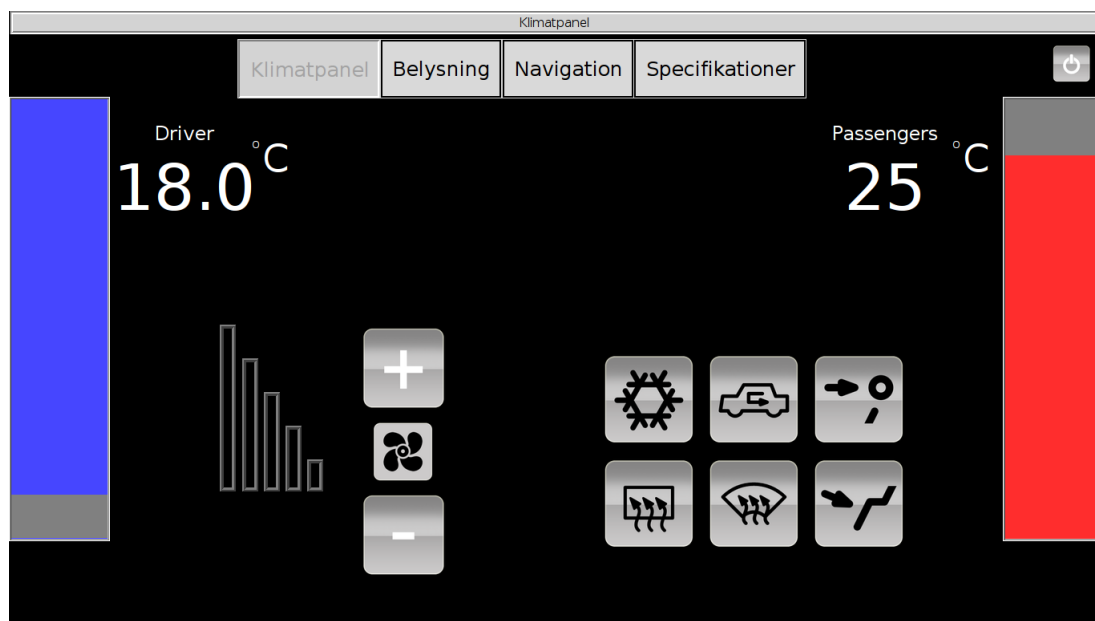 Klimatpanel
Klimatpanel Belysning Navigation Specifikationer
Driver
18.0 °C
Passengers
25 °C
+
-